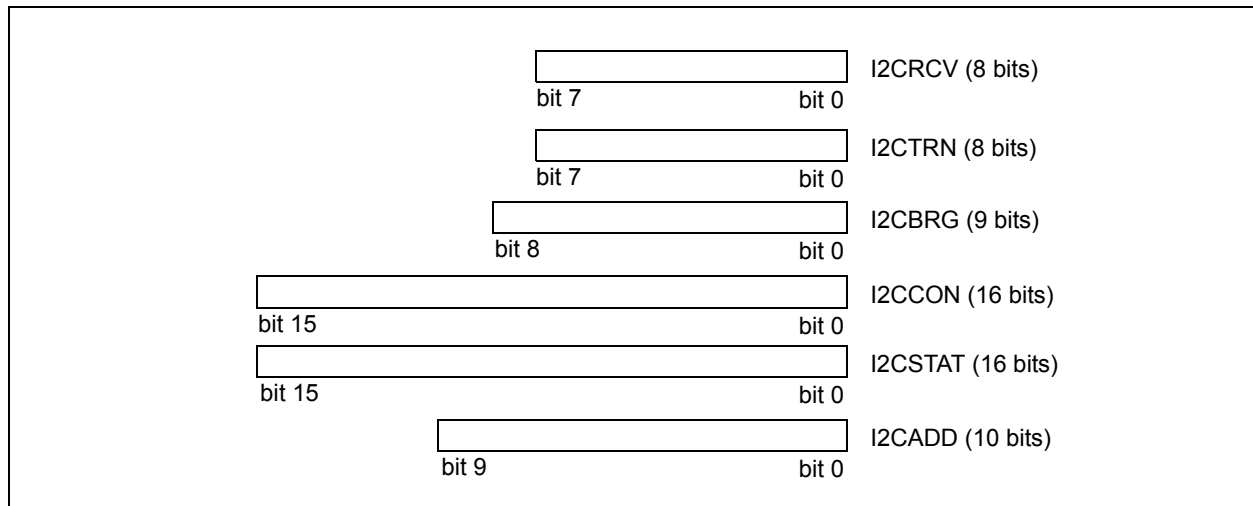 I2CRCV (8 bits)
bit 7 bit 0
I2CTRN (8 bits)
bit 7 bit 0
I2CBRG (9 bits)
bit 8 bit 0
I2CCON (16 bits)
bit 15 bit 0
I2CSTAT (16 bits)
bit 15 bit 0
I2CADD (10 bits)
bit 9 bit 0